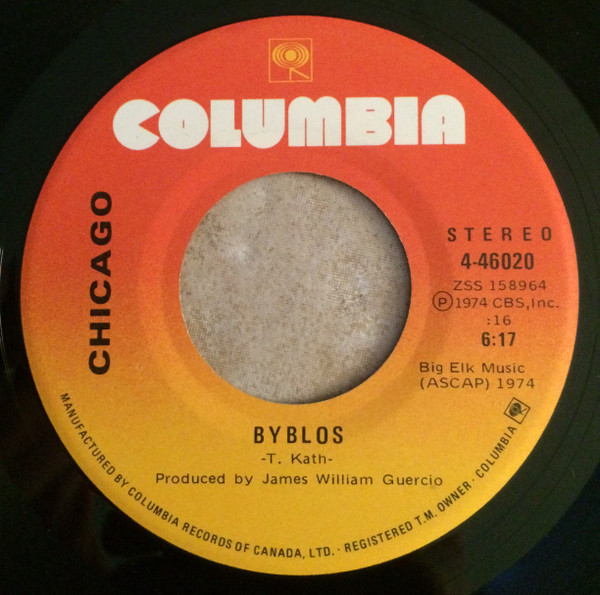 COLUMBIA
CHICAGO
STEREO
4-46020
ZSS 158964
Ⓟ1974 CBS,Inc.
:16
6:17
Big Elk Music
(ASCAP) 1974
BYBLOS
-T. Kath-
Produced by James William Guercio
MANUFACTURED BY COLUMBIA RECORDS OF CANADA, LTD. · REGISTERED T.M. OWNER · COLUMBIA